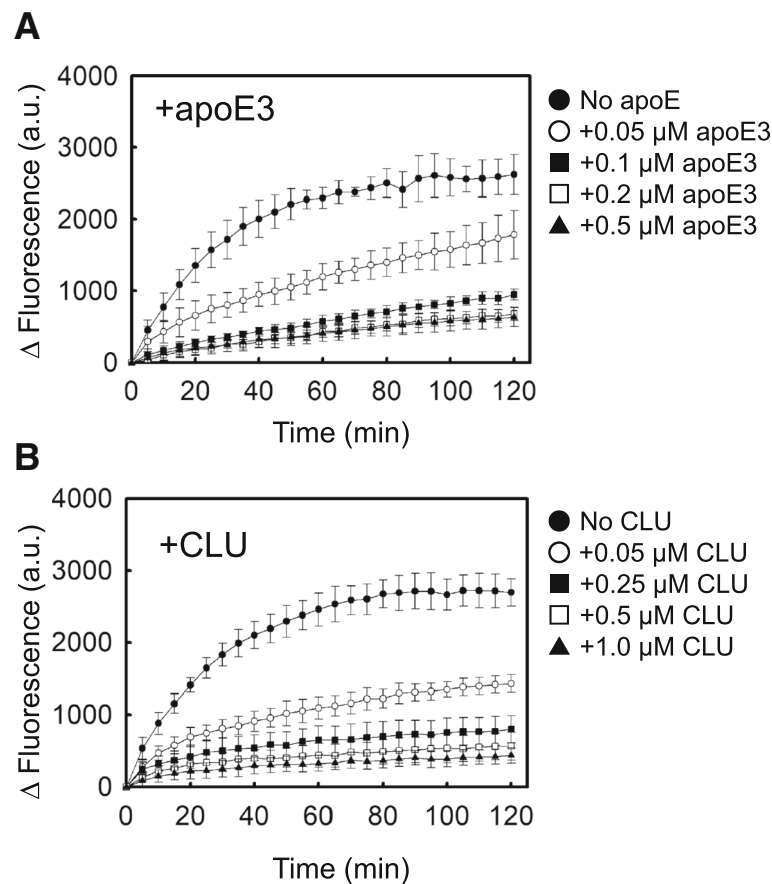 A
+apoE3
Δ Fluorescence (a.u.)
4000
3000
2000
1000
0
0 20 40 60 80 100 120
Time (min)
No apoE
+0.05 μM apoE3
+0.1 μM apoE3
+0.2 μM apoE3
+0.5 μM apoE3
B
+CLU
Δ Fluorescence (a.u.)
4000
3000
2000
1000
0
0 20 40 60 80 100 120
Time (min)
No CLU
+0.05 μM CLU
+0.25 μM CLU
+0.5 μM CLU
+1.0 μM CLU